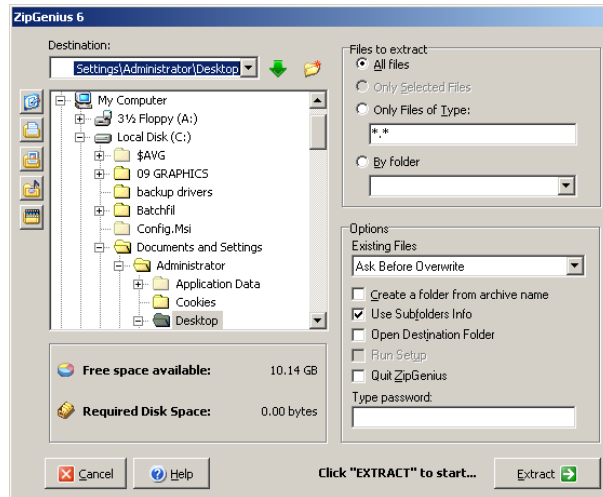 ZipGenius 6
Destination:
Settings\Administrator\Desktop
My Computer
3½ Floppy (A:)
Local Disk (C:)
$AVG
09 GRAPHICS
backup drivers
Batchfil
Config.Msi
Documents and Settings
Administrator
Application Data
Cookies
Desktop
Free space available: 10.14 GB
Required Disk Space: 0.00 bytes
Files to extract
All files
Only Selected Files
Only Files of Type:
*.*
By folder
Options
Existing Files
Ask Before Overwrite
Create a folder from archive name
Use Subfolders Info
Open Destination Folder
Run Setup
Quit ZipGenius
Type password:
Cancel
Help
Click "EXTRACT" to start...
Extract